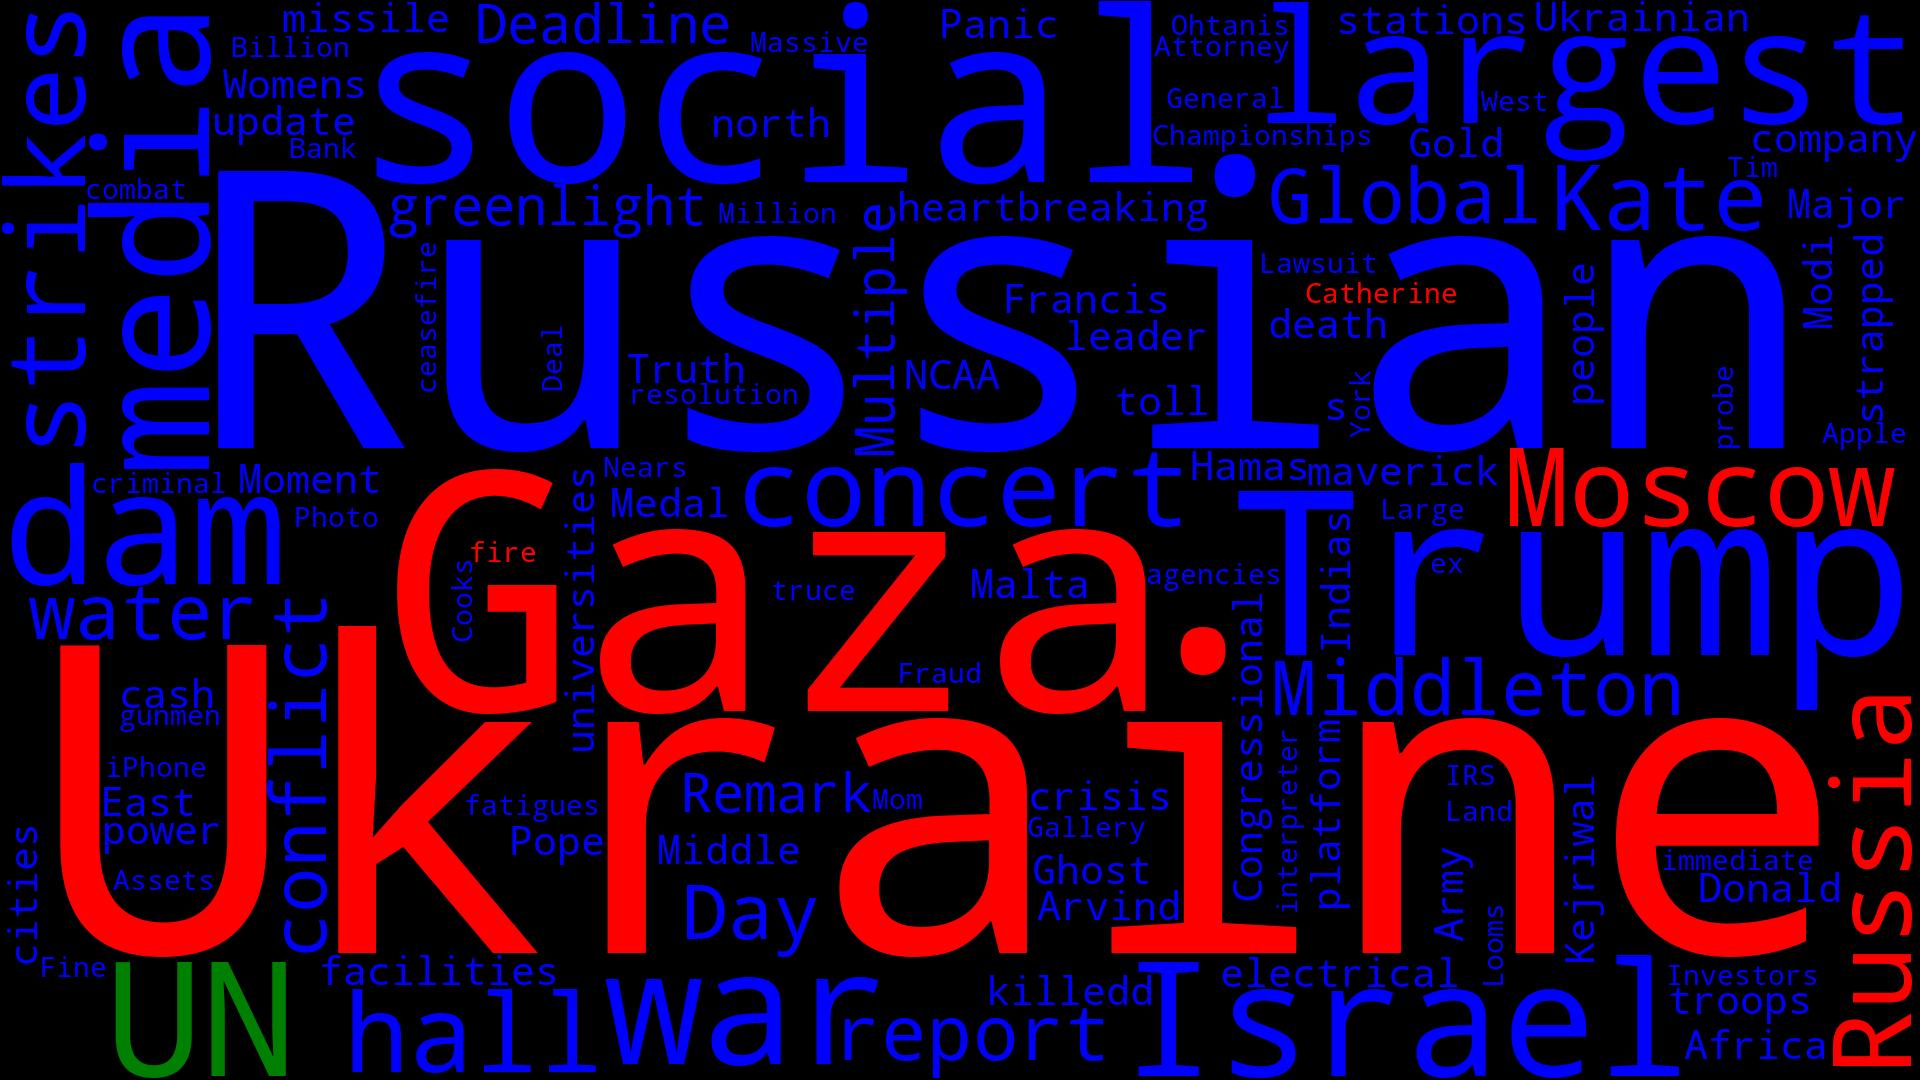 strikes
media
missile
Billion
Womens
update
Bank
combat
Deadline
Massive
Panic
Ohtanis
Attorney
stations
Ukrainian
social
largest
north
General
Championships
West
Gold
company
Tim
greenlight
Million
heartbreaking
Global
Kate
Major
Russian
ceasefire
Deal
Truth
resolution
Multiple
NCAA
Francis
leader
toll
Lawsuit
Catherine
death
s
York
people
probe
Modi
strapped
Apple
criminal
Moment
Photo
dam
water
Nears
Medal
concert
Hamas
maverick
Moscow
Large
Gaza
Cooks
fire
universities
truce
Malta
agencies
Fraud
Trump
ex
Indias
Congressional
Middleton
conflict
cash
gunmen
iPhone
East
power
Assets
cities
Fine
Ukraine
fatigues
Pope
Remark
Mom
Middle
Day
crisis
Gallery
Ghost
Arvind
interpreter
platform
IRS
Land
Army
Looms
Kejriwal
immediate
Donald
Russia
UN
facilities
hall
war
report
killedd
Israel
electrical
Investors
troops
Africa